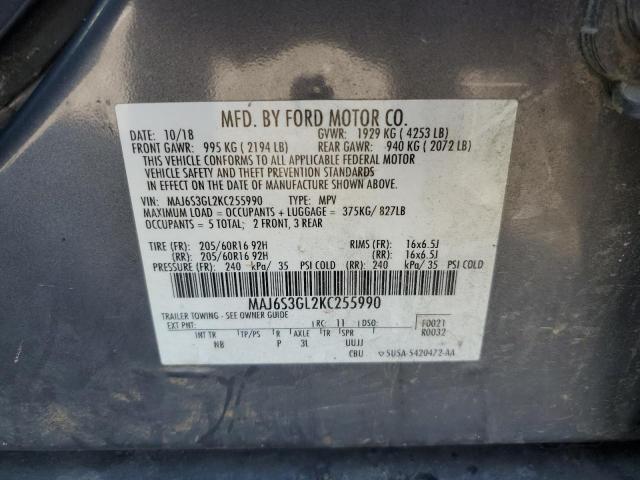 MFD. BY FORD MOTOR CO.
DATE: 10/18 GVWR: 1929 KG ( 4253 LB)
FRONT GAWR: 995 KG ( 2194 LB) REAR GAWR: 940 KG ( 2072 LB)
THIS VEHICLE CONFORMS TO ALL APPLICABLE FEDERAL MOTOR
VEHICLE SAFETY AND THEFT PREVENTION STANDARDS
IN EFFECT ON THE DATE OF MANUFACTURE SHOWN ABOVE.
VIN: MAJ6S3GL2KC255990 TYPE: MPV
MAXIMUM LOAD = OCCUPANTS + LUGGAGE = 375KG/ 827LB
OCCUPANTS = 5 TOTAL; 2 FRONT, 3 REAR
TIRE (FR): 205/60R16 92H RIMS (FR): 16x6.5J
(RR): 205/60R16 92H (RR): 16x6.5J
PRESSURE (FR) 240 kPa/ 35 PSI COLD (RR) 240 kPa/ 35 PSI COLD
MAJ6S3GL2KC255990
TRAILER TOWING - SEE OWNER GUIDE
EXT PNT: RC: 11 DSO: F0021
R0032
INT TR TP/PS R AXLE TR SPR
NB P 3L UUJJ
CBU 5U5A-5420472-AA